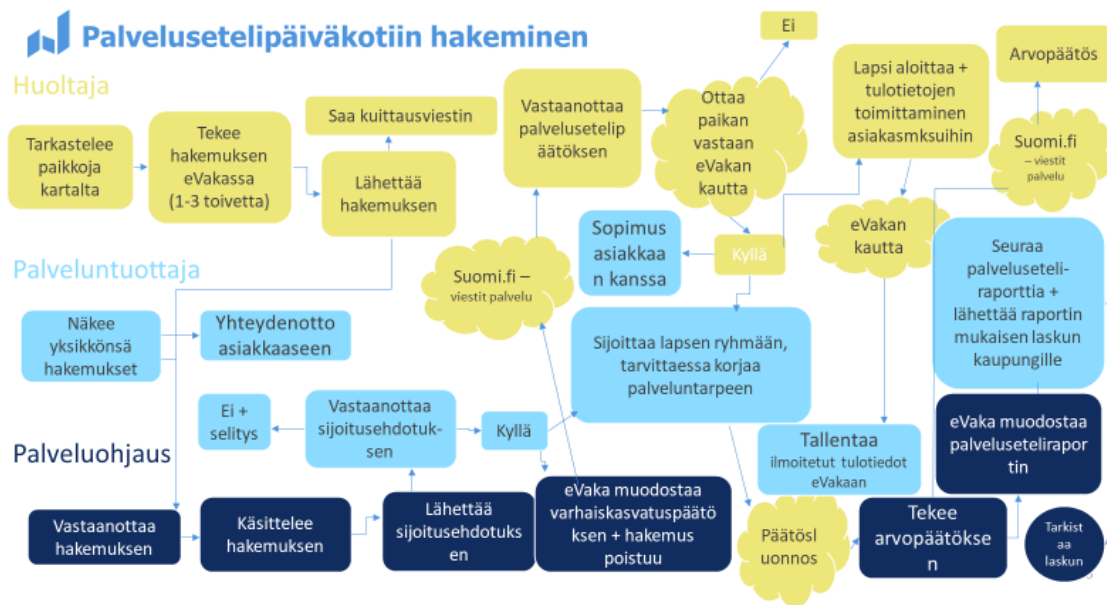 Palvelusetelipäiväkotiin hakeminen
Huoltaja
Tarkastelee
paikkoja
kartalta
Tekee
hakemuksen
eVakassa
(1-3 toivetta)
Saa kuittausviestin
Lähettää
hakemuksen
Vastaanottaa
palvelusetelip
äätöksen
Ottaa
paikan
vastaan
eVakan
kautta
Ei
Kyllä
Lapsi aloittaa +
tulotietojen
toimittaminen
asiakasmksuihin
Arvopäätös
Suomi.fi
– viestit
palvelu
eVakan
kautta
Suomi.fi –
viestit palvelu
Palveluntuottaja
Näkee
yksikkönsä
hakemukset
Yhteydenotto
asiakkaaseen
Ei +
selitys
Vastaanottaa
sijoitusehdotuk-
sen
Kyllä
Sopimus
asiakkaa
n kanssa
Sijoittaa lapsen ryhmään,
tarvittaessa korjaa
palveluntarpeen
Tallentaa
ilmoitetut tulotiedot
eVakaan
Seuraa
palveluseteli-
raporttia +
lähettää raportin
mukaisen laskun
kaupungille
Palveluohjaus
Vastaanottaa
hakemuksen
Käsittelee
hakemuksen
Lähettää
sijoitusehdotuks
en
eVaka muodostaa
varhaiskasvatuspäätö
ksen + hakemus
poistuu
Päätösl
uonnos
Tekee
arvopäätökse
n
eVaka muodostaa
palvelusetelirapo
rtin
Tarkist
aa
laskun